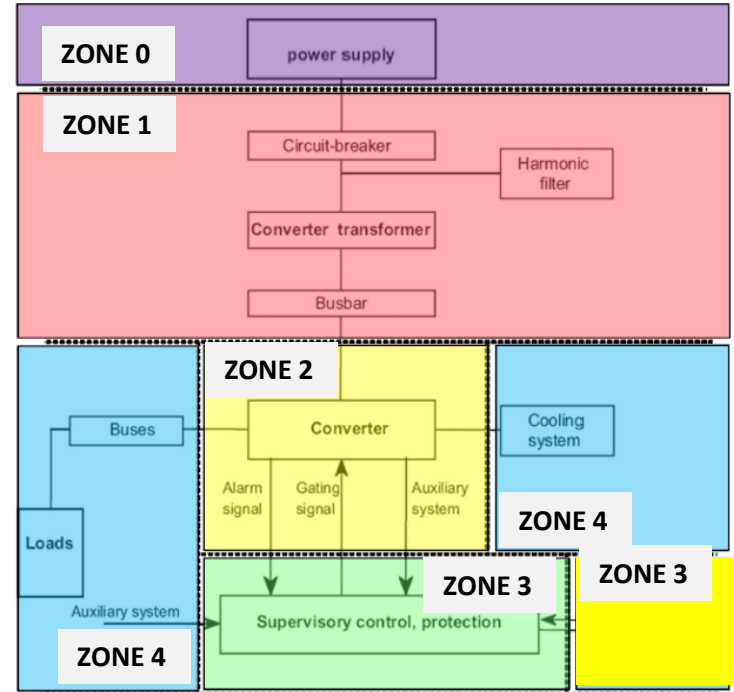 ZONE 0
power supply
ZONE 1
Circuit-breaker
Harmonic
filter
Converter transformer
Busbar
ZONE 2
Buses
Converter
Cooling
system
Alarm
signal
Gating
signal
Auxiliary
system
ZONE 4
Loads
ZONE 3
ZONE 3
Auxiliary system
Supervisory control, protection
ZONE 4